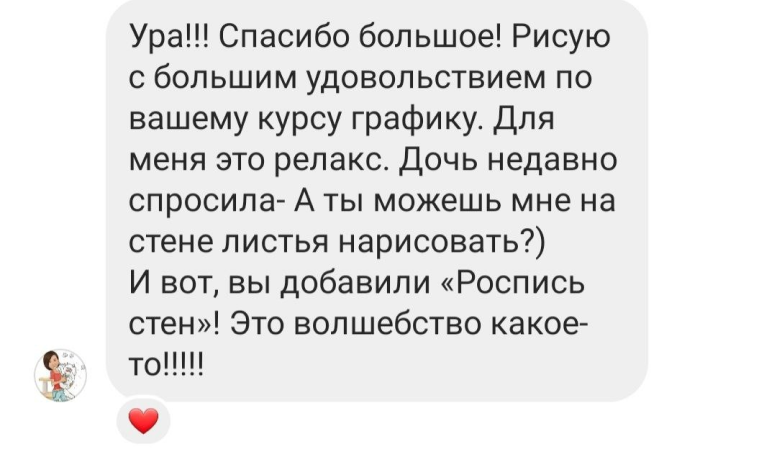 Ура!!! Спасибо большое! Рисую
с большим удовольствием по
вашему курсу графику. Для
меня это релакс. Дочь недавно
спросила- А ты можешь мне на
стене листья нарисовать?)
И вот, вы добавили «Роспись
стен»! Это волшебство какое-
то!!!!!